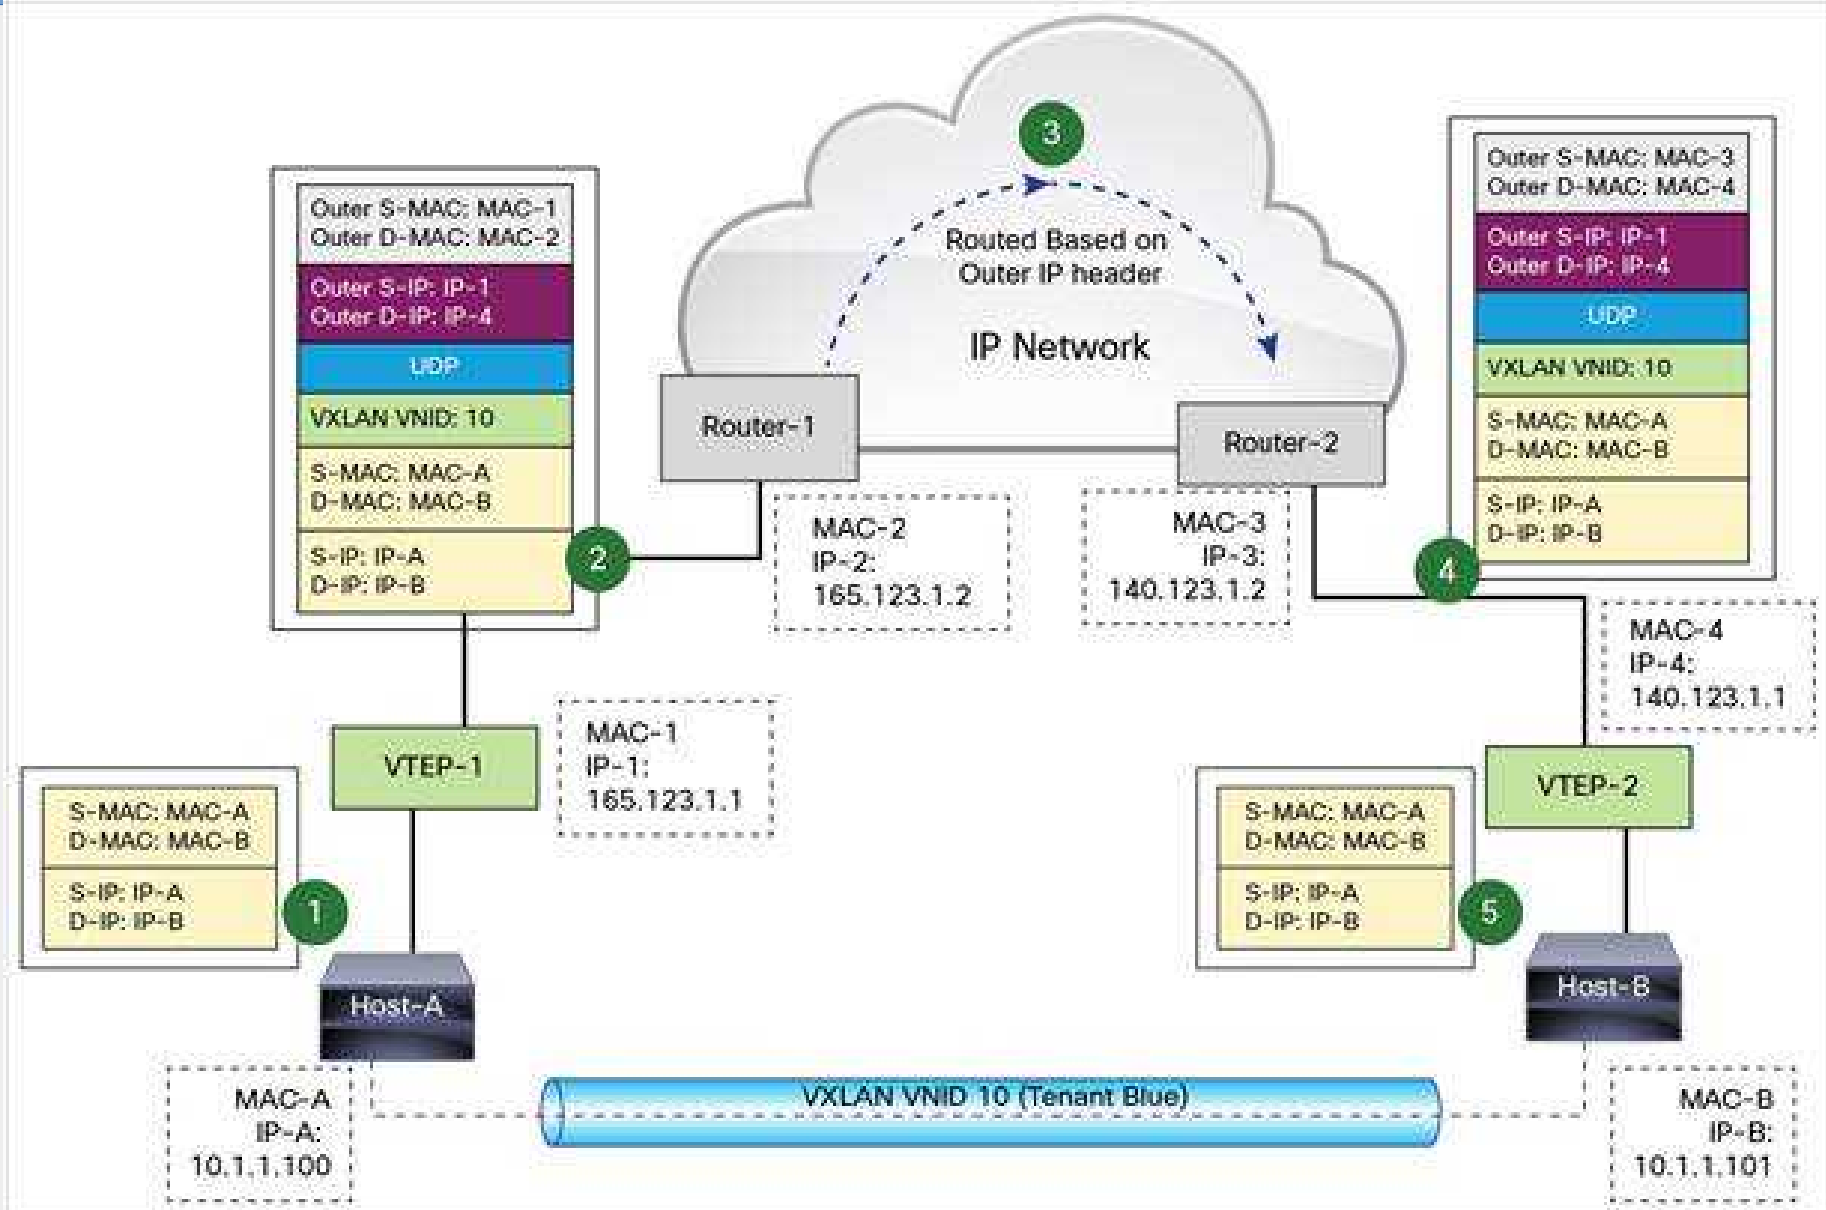 3
Routed Based on
Outer IP header
IP Network
Outer S-MAC: MAC-1
Outer D-MAC: MAC-2
Outer S-IP: IP-1
Outer D-IP: IP-4
UDP
VXLAN VNID: 10
S-MAC: MAC-A
D-MAC: MAC-B
S-IP: IP-A
D-IP: IP-B
2
Router-1
MAC-2
IP-2:
165.123.1.2
Router-2
MAC-3
IP-3:
140.123.1.2
Outer S-MAC: MAC-3
Outer D-MAC: MAC-4
Outer S-IP: IP-1
Outer D-IP: IP-4
UDP
VXLAN VNID: 10
S-MAC: MAC-A
D-MAC: MAC-B
S-IP: IP-A
D-IP: IP-B
4
MAC-4
IP-4:
140.123.1.1
VTEP-1
MAC-1
IP-1:
165.123.1.1
VTEP-2
S-MAC: MAC-A
D-MAC: MAC-B
S-IP: IP-A
D-IP: IP-B
1
Host-A
S-MAC: MAC-A
D-MAC: MAC-B
S-IP: IP-A
D-IP: IP-B
5
Host-B
MAC-A
IP-A:
10.1.1.100
VXLAN VNID 10 (Tenant Blue)
MAC-B
IP-B:
10.1.1.101